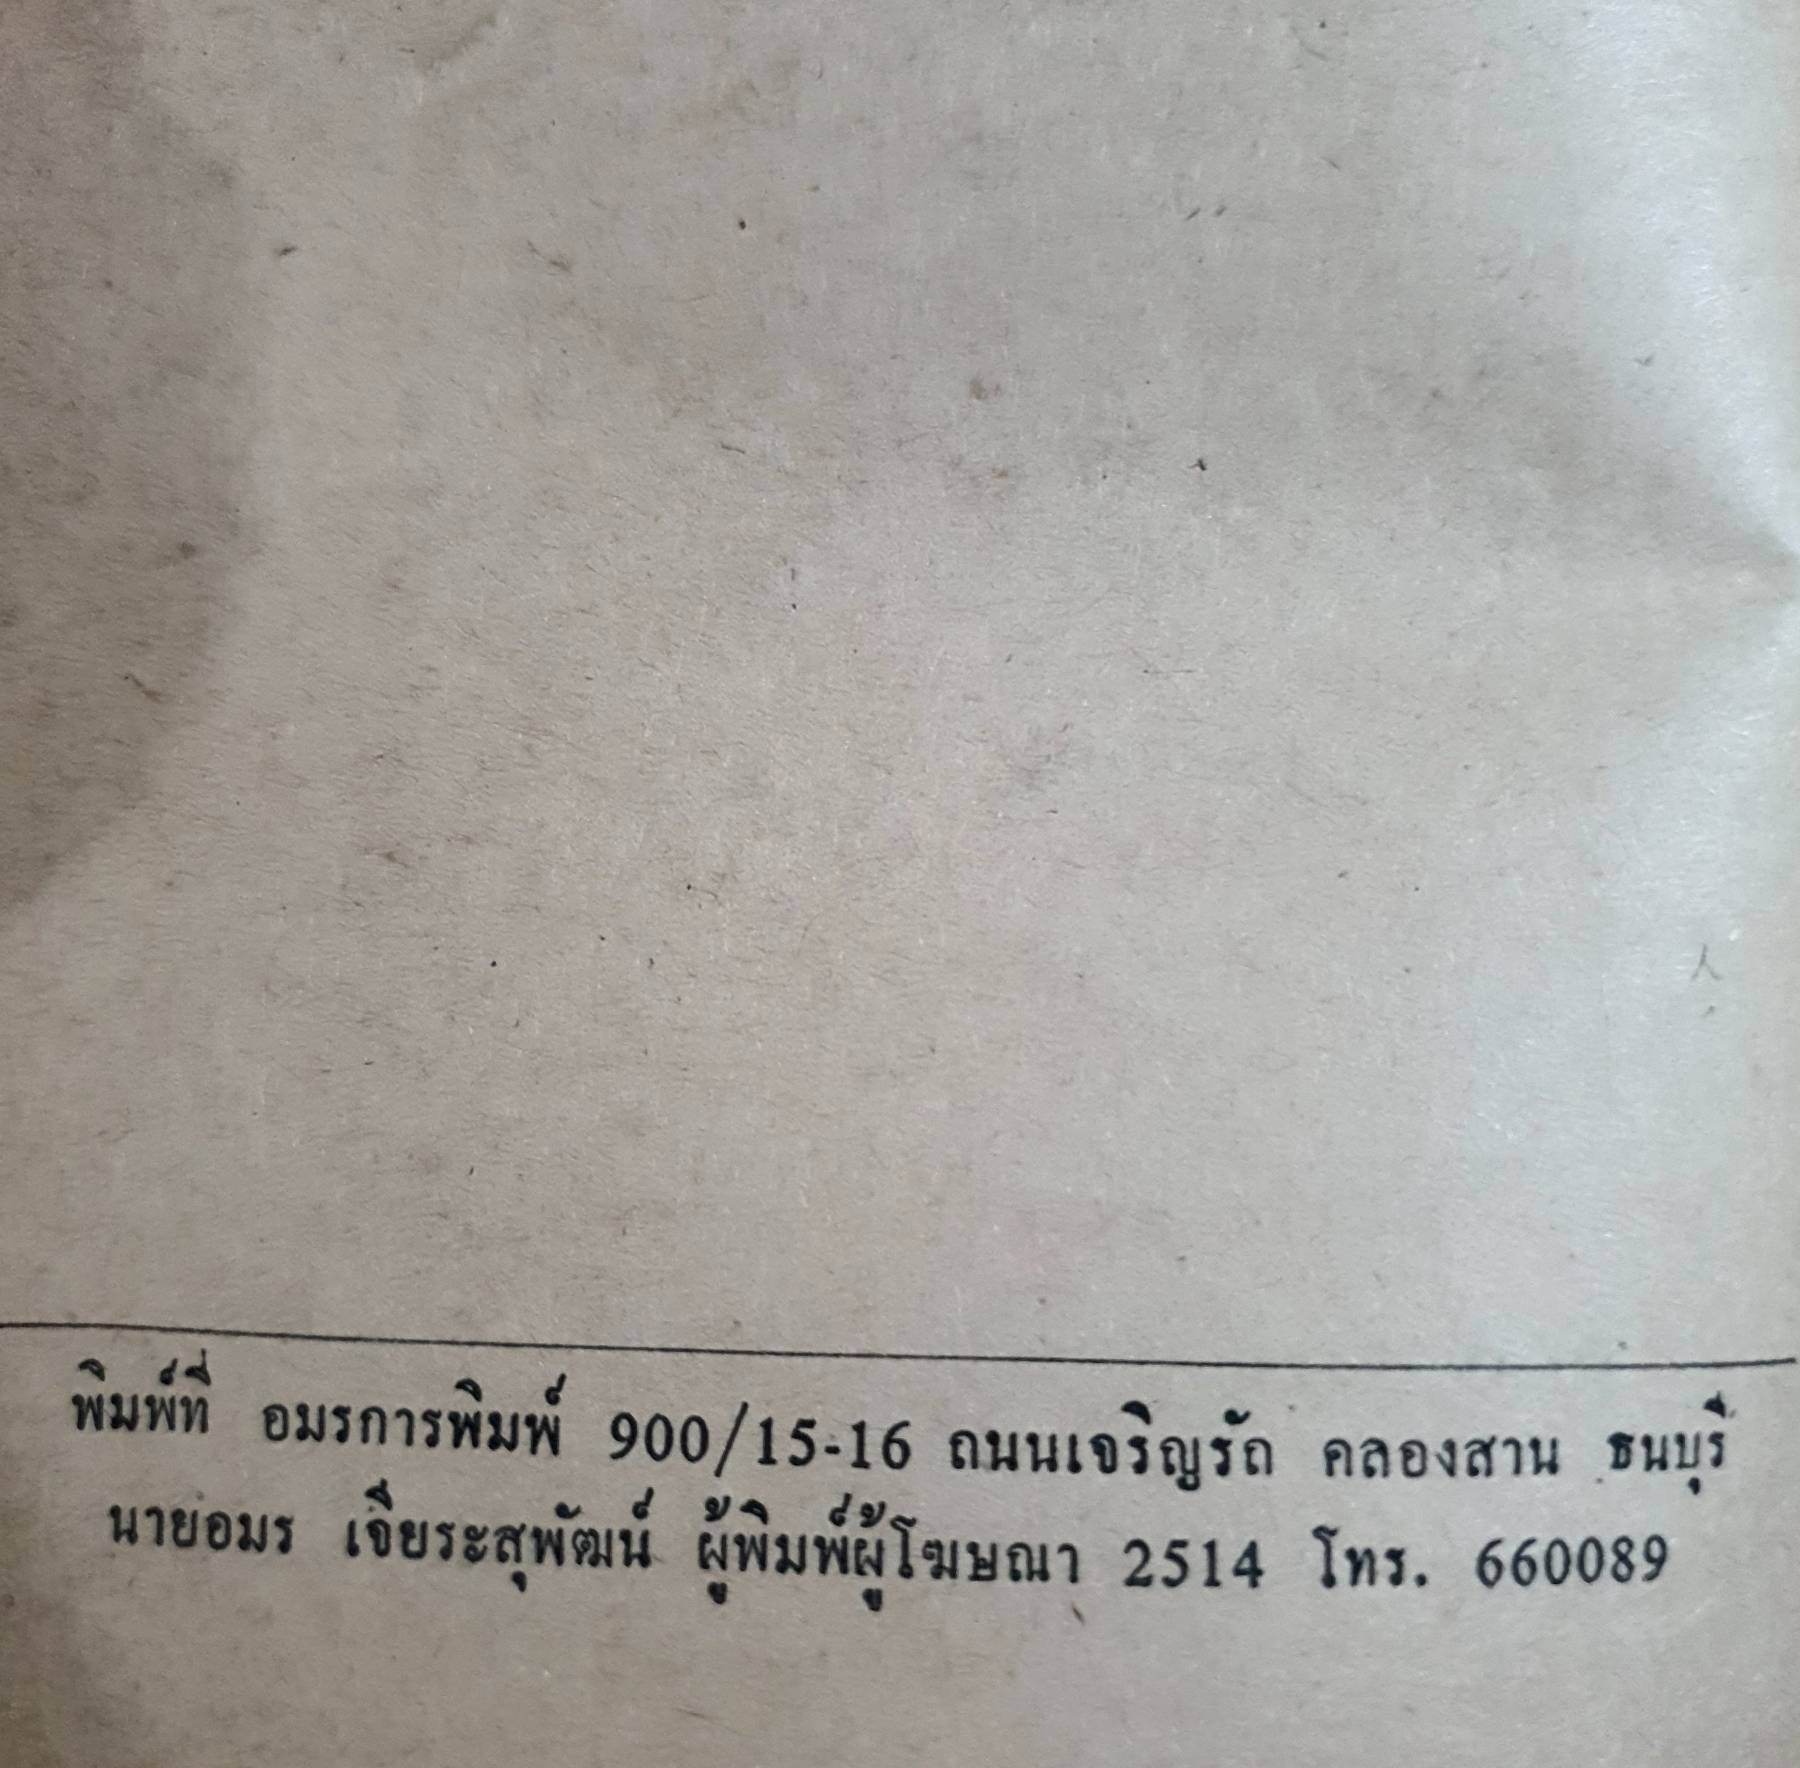 พิมพ์ที่ อมรการพิมพ์ 900/15-16 ถนนเจริญรัถ คลองสาน ธนบุรี
นายอมร เจียระสุพัฒน์ ผู้พิมพ์ผู้โฆษณา 2514 โทร. 660089